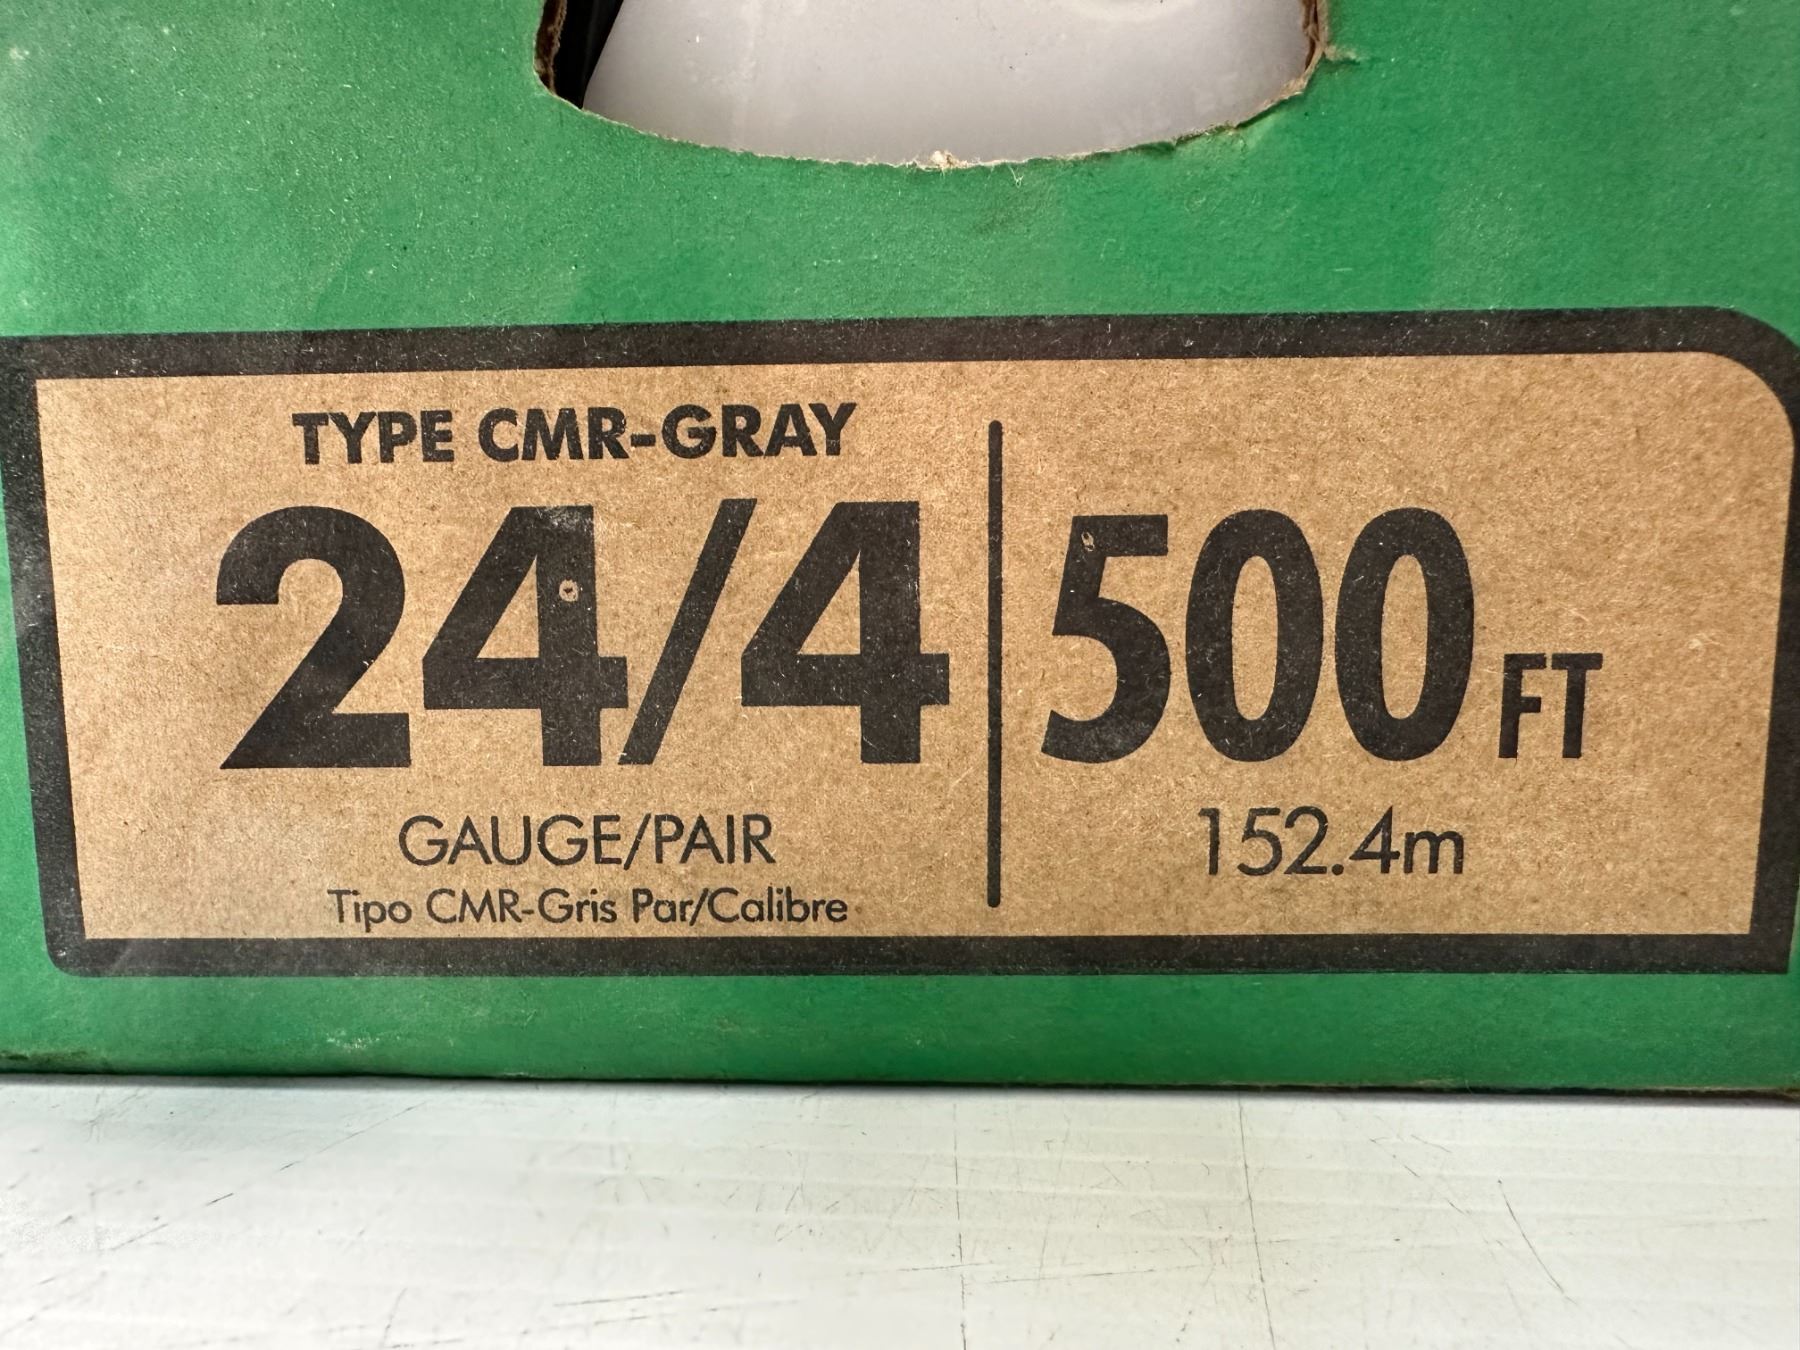 TYPE CMR-GRAY
24/4
GAUGE/PAIR
Tipo CMR-Gris Par/Calibre
500 FT
152.4m